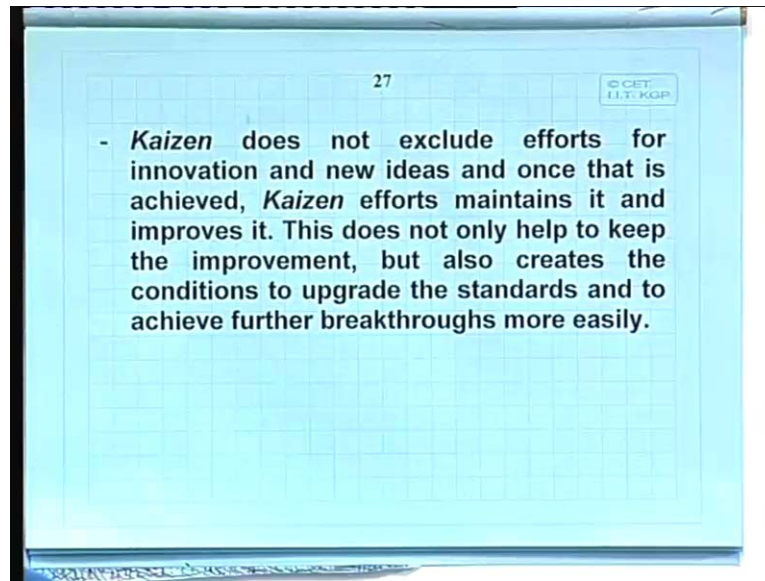 27
© CET
I.I.T. KGP
- Kaizen does not exclude efforts for
innovation and new ideas and once that is
achieved, Kaizen efforts maintains it and
improves it. This does not only help to keep
the improvement, but also creates the
conditions to upgrade the standards and to
achieve further breakthroughs more easily.